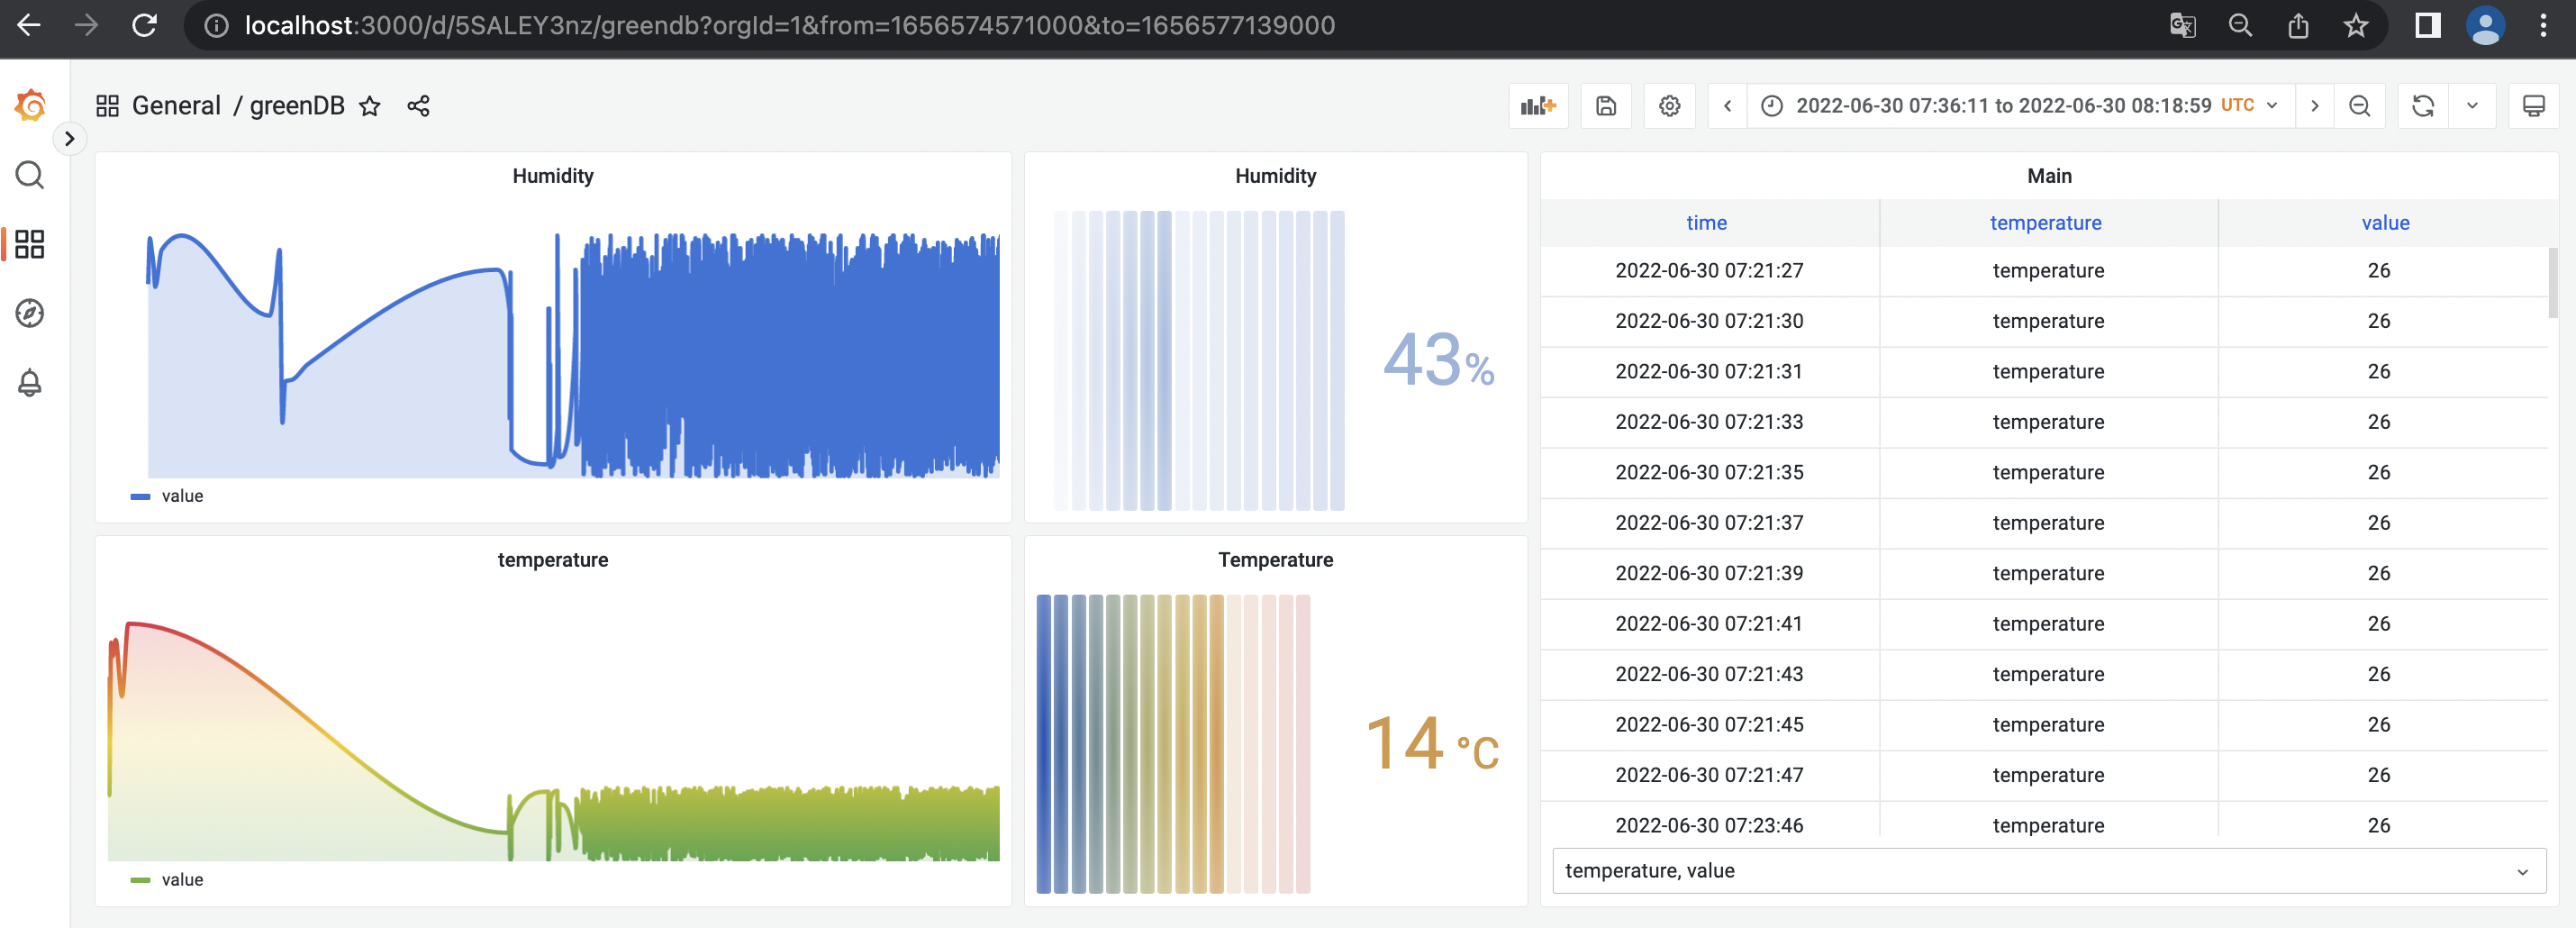 localhost:3000/d/5SALEY3nz/greendb?orgId=1&from=1656574571000&to=1656577139000
General / greenDB
2022-06-30 07:36:11 to 2022-06-30 08:18:59 UTC
Humidity
value
Humidity
43%
temperature
value
Temperature
14 °C
Main
time temperature value
2022-06-30 07:21:27 temperature 26
2022-06-30 07:21:30 temperature 26
2022-06-30 07:21:31 temperature 26
2022-06-30 07:21:33 temperature 26
2022-06-30 07:21:35 temperature 26
2022-06-30 07:21:37 temperature 26
2022-06-30 07:21:39 temperature 26
2022-06-30 07:21:41 temperature 26
2022-06-30 07:21:43 temperature 26
2022-06-30 07:21:45 temperature 26
2022-06-30 07:21:47 temperature 26
2022-06-30 07:23:46 temperature 26
temperature, value